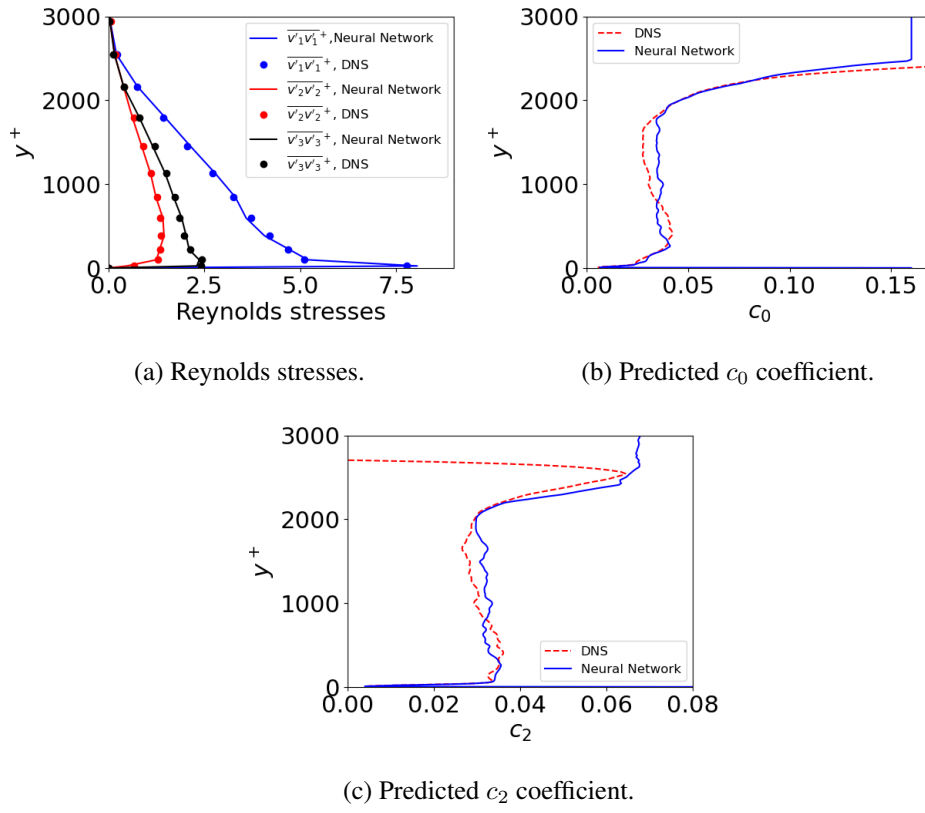 3000
2000
1000
0
y⁺
0.0
2.5
5.0
7.5
Reynolds stresses
v′₁v′₁⁺,Neural Network
v′₁v′₁⁺, DNS
v′₂v′₂⁺, Neural Network
v′₂v′₂⁺, DNS
v′₃v′₃⁺, Neural Network
v′₃v′₃⁺, DNS
(a) Reynolds stresses.
3000
2000
1000
0
y⁺
0.00
0.05
0.10
0.15
c₀
DNS
Neural Network
(b) Predicted c₀ coefficient.
3000
2000
1000
0
y⁺
0.00
0.02
0.04
0.06
0.08
c₂
DNS
Neural Network
(c) Predicted c₂ coefficient.